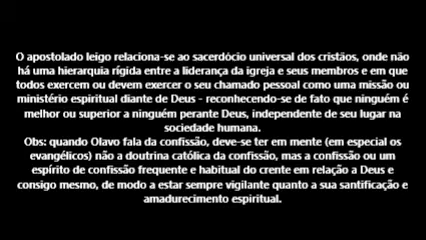 O apostolado leigo relaciona-se ao sacerdócio universal dos cristãos, onde não
há uma hierarquia rígida entre a liderança da igreja e seus membros e em que
todos exercem ou devem exercer o seu chamado pessoal como uma missão ou
ministério espiritual diante de Deus - reconhecendo-se de fato que ninguém é
melhor ou superior a ninguém perante Deus, independente de seu lugar na
sociedade humana.
Obs: quando Olavo fala da confissão, deve-se ter em mente (em especial os
evangélicos) não a doutrina católica da confissão, mas a confissão ou um
espírito de confissão frequente e habitual do crente em relação a Deus e
consigo mesmo, de modo a estar sempre vigilante quanto a sua santificação e
amadurecimento espiritual.